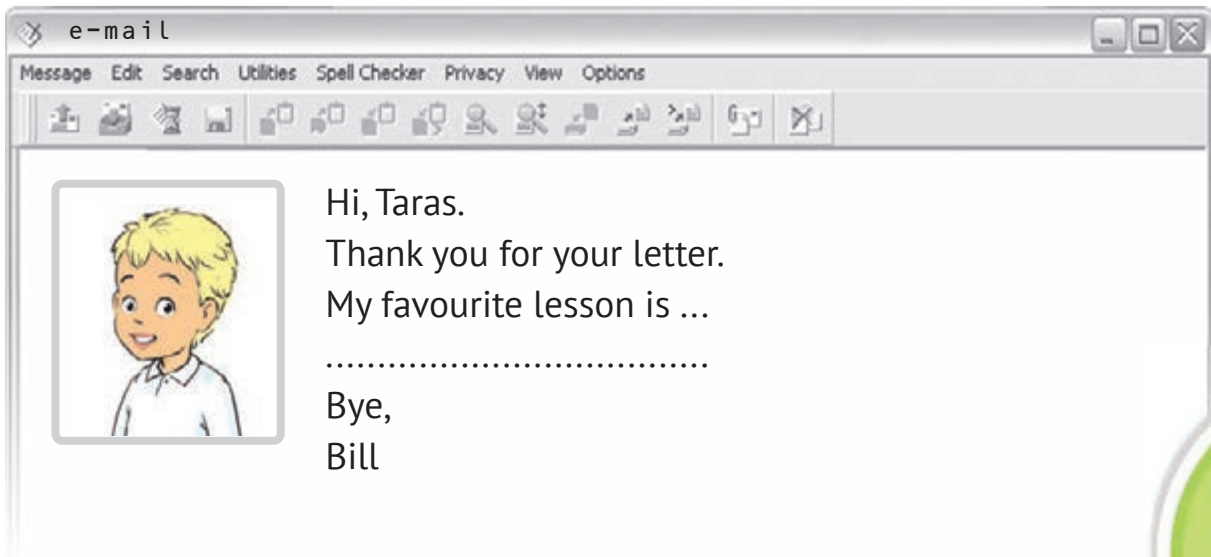 e-mail
Message Edit Search Utilities Spell Checker Privacy View Options
Hi, Taras.
Thank you for your letter.
My favourite lesson is ...
.....................................
Bye,
Bill